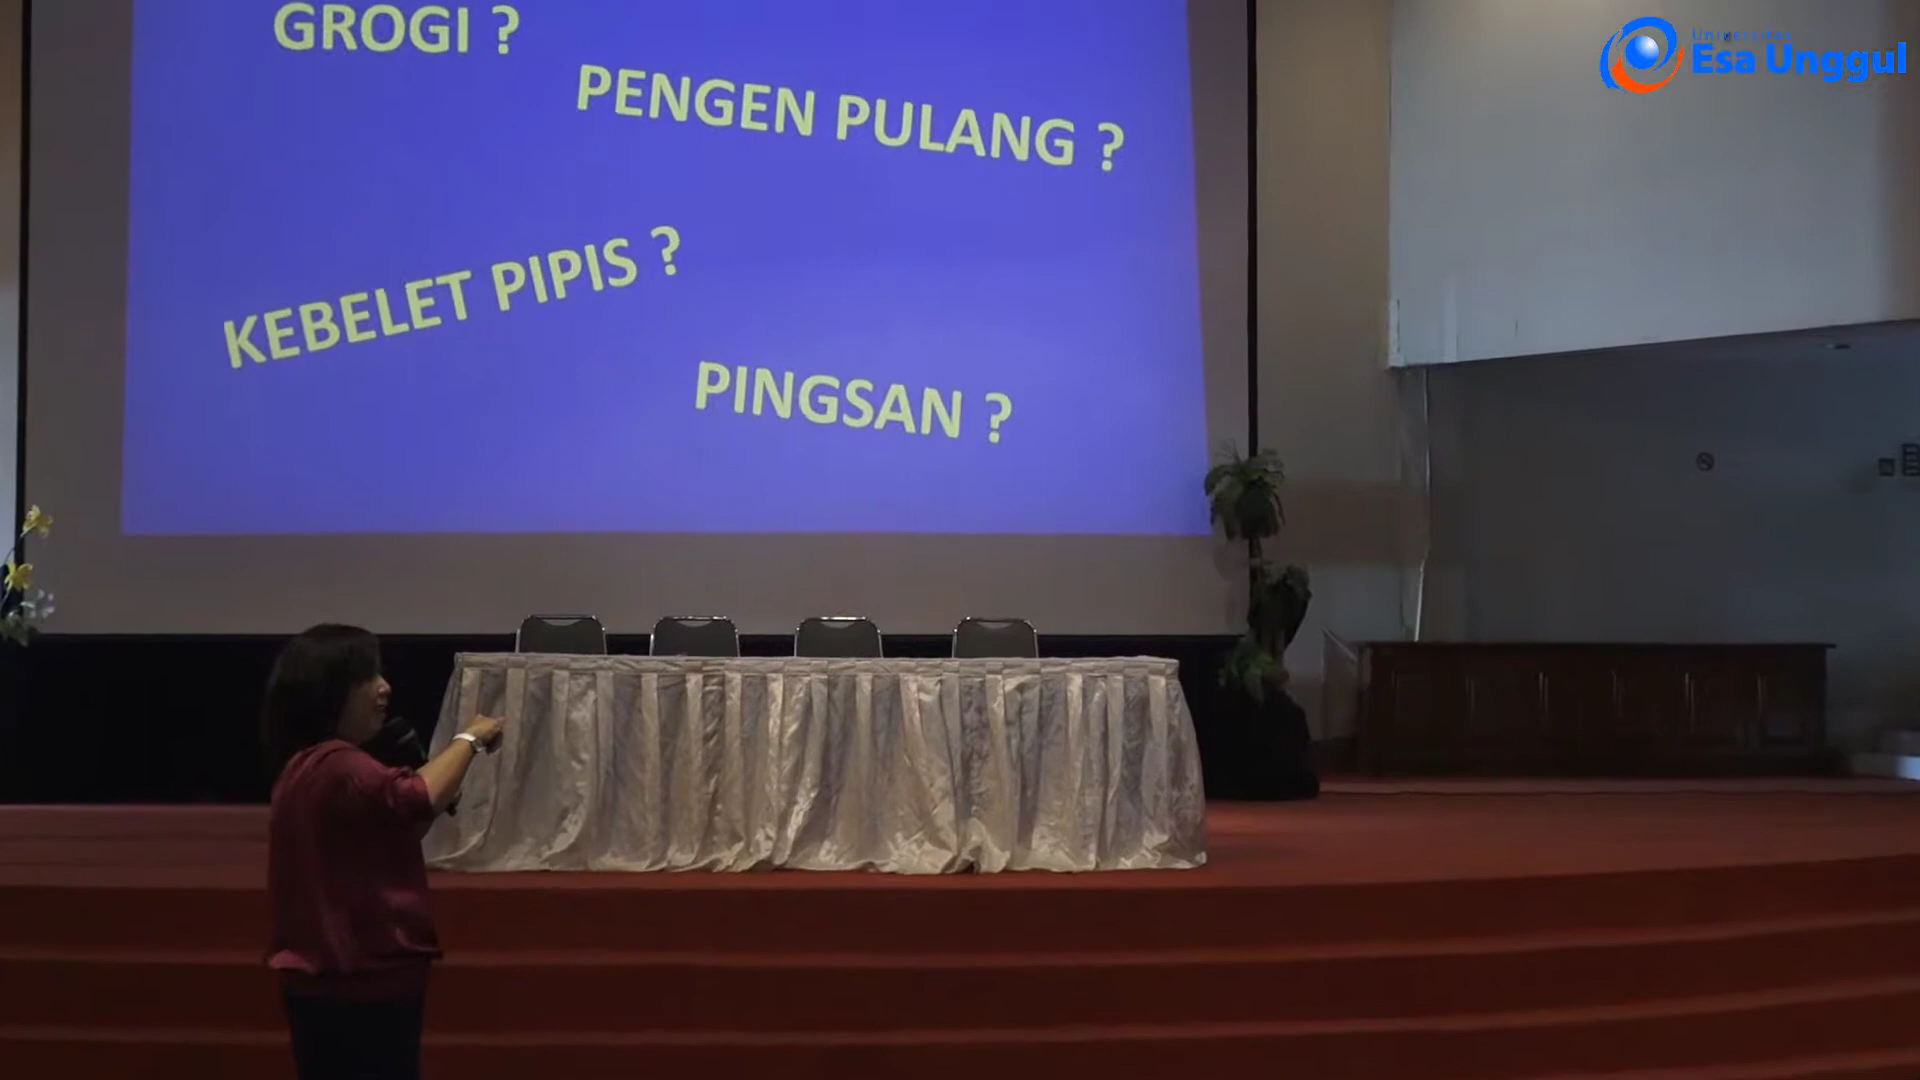 GROGI ?
PENGEN PULANG ?
KEBELET PIPIS ?
PINGSAN ?
Universitas
Esa Unggul